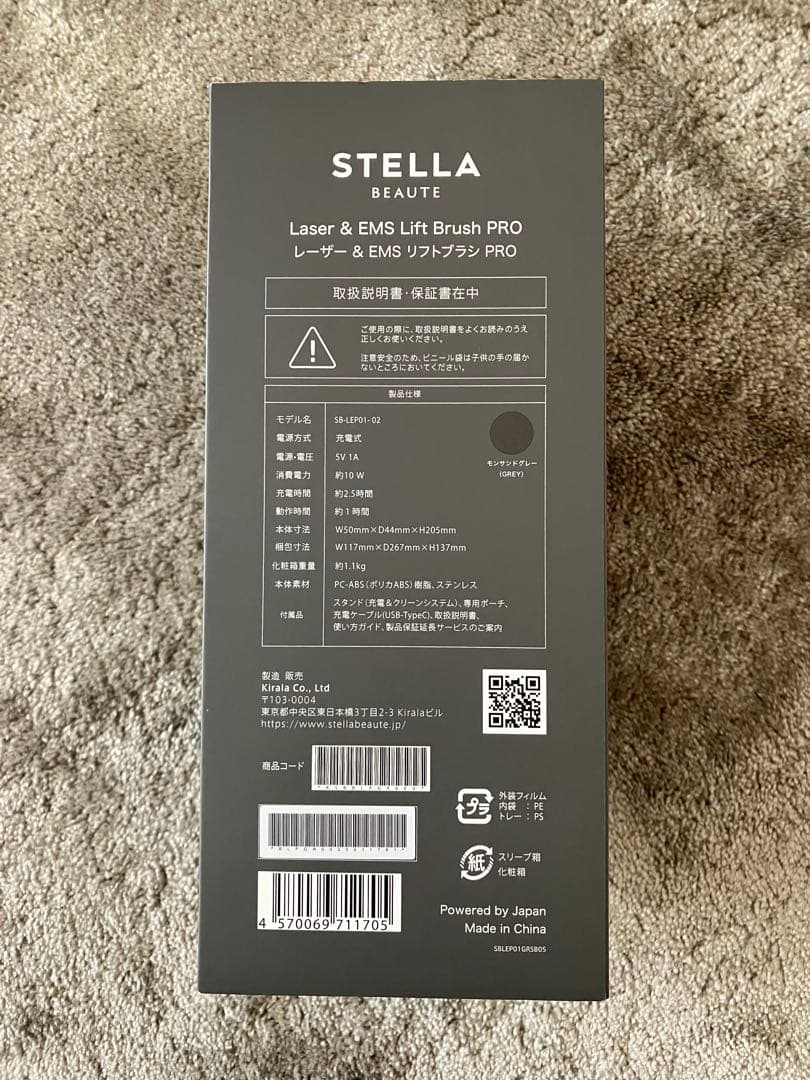 STELLA
BEAUTE
Laser & EMS Lift Brush PRO
レーザー & EMS リフトブラシ PRO
取扱説明書・保証書在中
ご使用の際に、取扱説明書をよくお読みのうえ
正しくお使いください。
注意安全のため、ビニール袋は子供の手の届か
ないところにおいてください。
製品仕様
モデル名 SB-LEP01- 02
電源方式 充電式
電源・電圧 5V 1A
消費電力 約10 W
充電時間 約2.5時間
動作時間 約1時間
本体寸法 W50mm×D44mm×H205mm
梱包寸法 W117mm×D267mm×H137mm
化粧箱重量 約1.1kg
本体素材 PC-ABS(ポリカABS)樹脂、ステンレス
付属品 スタンド(充電&クリーンシステム)、専用ポーチ、
充電ケーブル(USB-TypeC)、取扱説明書、
使い方ガイド、製品保証延長サービスのご案内
モンサンドグレー
(GREY)
製造 販売
Kirala Co., Ltd
〒103-0004
東京都中央区東日本橋3丁目2-3 Kiralaビル
https://www.stellabeaute.jp/
商品コード
4 570069 711705
プラ
外装フィルム
内袋 : PE
トレー : PS
紙
スリーブ箱
化粧箱
Powered by Japan
Made in China
SBLEP01GRSB05